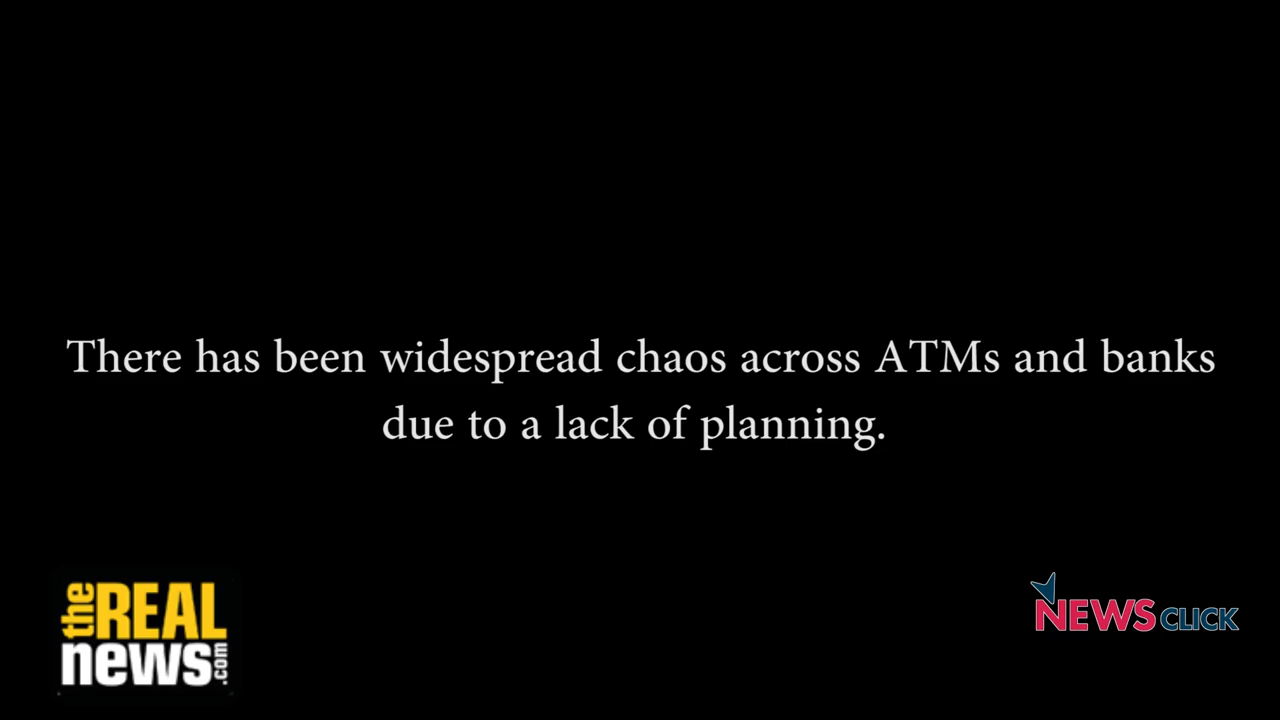 There has been widespread chaos across ATMs and banks
due to a lack of planning.
the REAL
news.com
NEWSCLICK